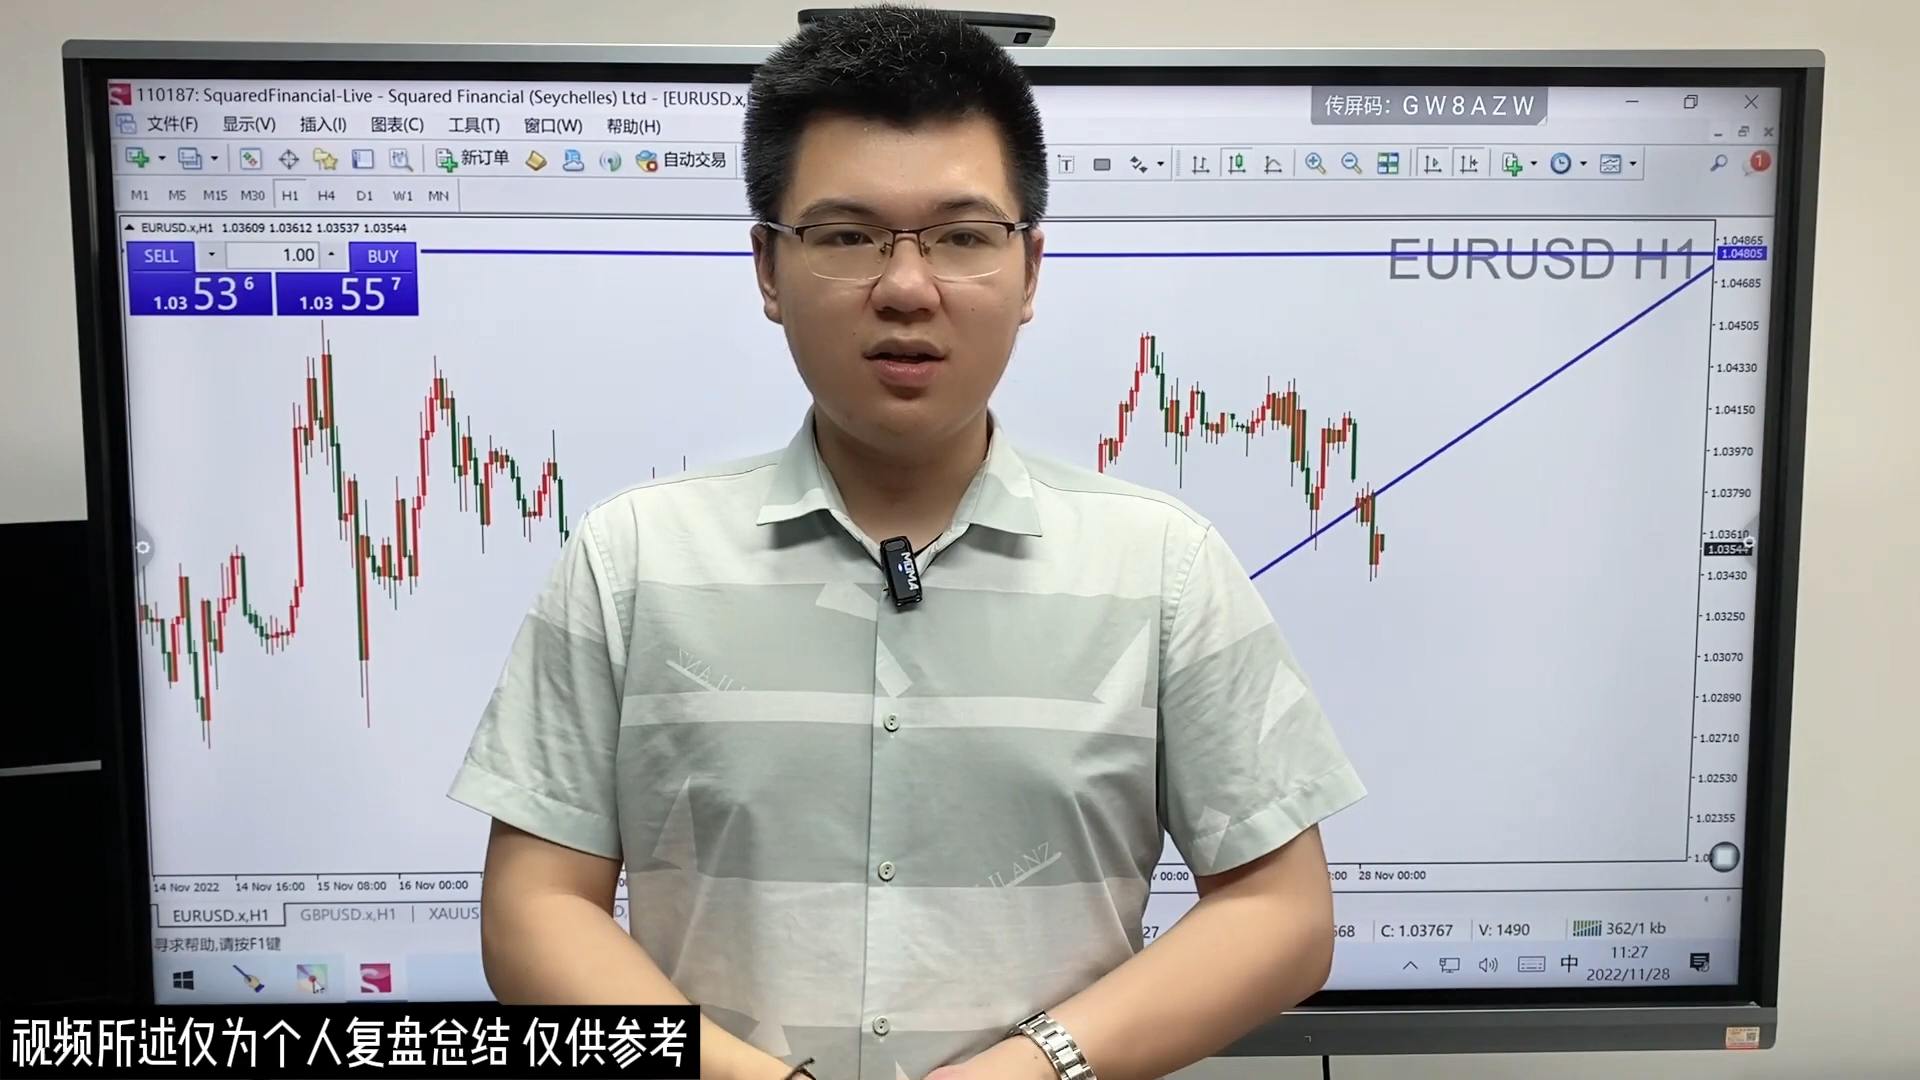 110187: SquaredFinancial-Live - Squared Financial (Seychelles) Ltd - [EURUSD.x,
传屏码: GW8AZW
文件(F) 显示(V) 插入(I) 图表(C) 工具(T) 窗口(W) 帮助(H)
新订单 自动交易
T
1
M1 M5 M15 M30 H1 H4 D1 W1 MN
EURUSD.x,H1 1.03609 1.03612 1.03537 1.03544
SELL 1.00 BUY
1.03 53 6 1.03 55 7
EURUSD H1
1.04865
1.04805
1.04685
1.04505
1.04330
1.04150
1.03970
1.03790
1.03610
1.03544
1.03430
1.03250
1.03070
1.02890
1.02710
1.02530
1.02355
MOMA
JILANZ
14 Nov 2022 14 Nov 16:00 15 Nov 08:00 16 Nov 00:00
28 Nov 00:00
EURUSD.x,H1 GBPUSD.x,H1 XAUUS
寻求帮助,请按F1键
C: 1.03767 V: 1490 362/1 kb
中 11:27
2022/11/28
视频所述仅为个人复盘总结 仅供参考